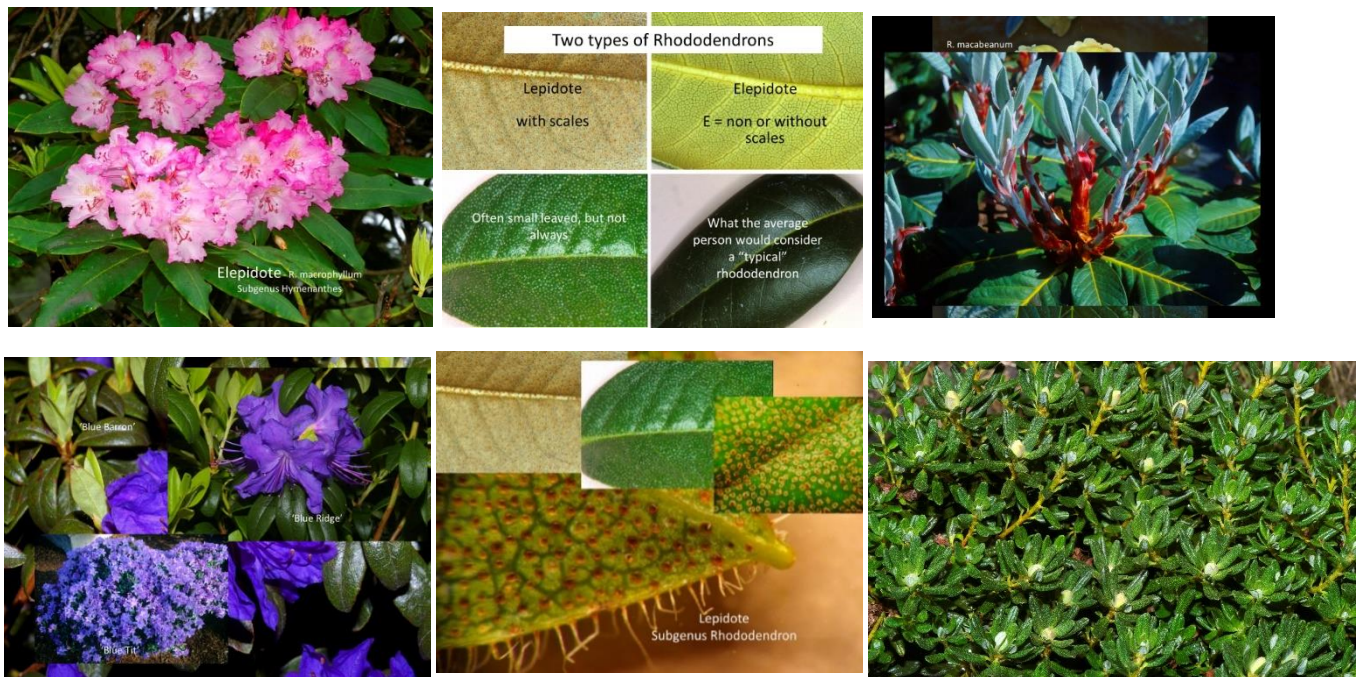 Elepidote - R. macrophyllum
Subgenus Hymenanthes
Two types of Rhododendrons
Lepidote
with scales
Elepidote
E = non or without
scales
Often small leaved, but not
always
What the average
person would consider
a "typical"
rhododendron
R. macabeanum
'Blue Barron'
'Blue Ridge'
'Blue Tit'
Lepidote
Subgenus Rhododendron